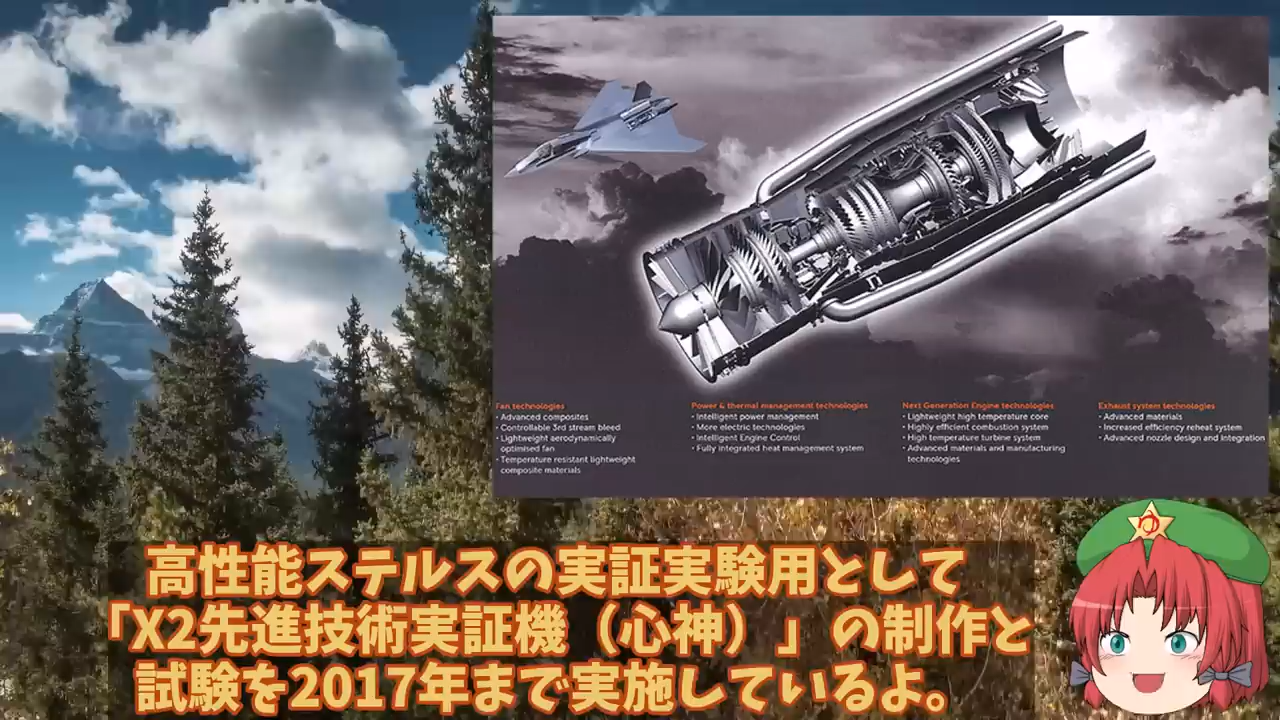 Fan technologies
• Advanced composites
• Controllable 3rd stream bleed
• Lightweight aerodynamically
optimised fan
• Temperature resistant lightweight
composite materials
Power & thermal management technologies
• Intelligent power management
• More electric technologies
• Intelligent Engine Control
• Fully integrated heat management system
Next Generation Engine technologies
• Lightweight high temperature core
• Highly efficient combustion system
• High temperature turbine system
• Advanced materials and manufacturing
technologies
Exhaust system technologies
• Advanced materials
• Increased efficiency reheat system
• Advanced nozzle design and integration
高性能ステルスの実証実験用として
「X2先進技術実証機（心神）」の制作と
試験を2017年まで実施しているよ。